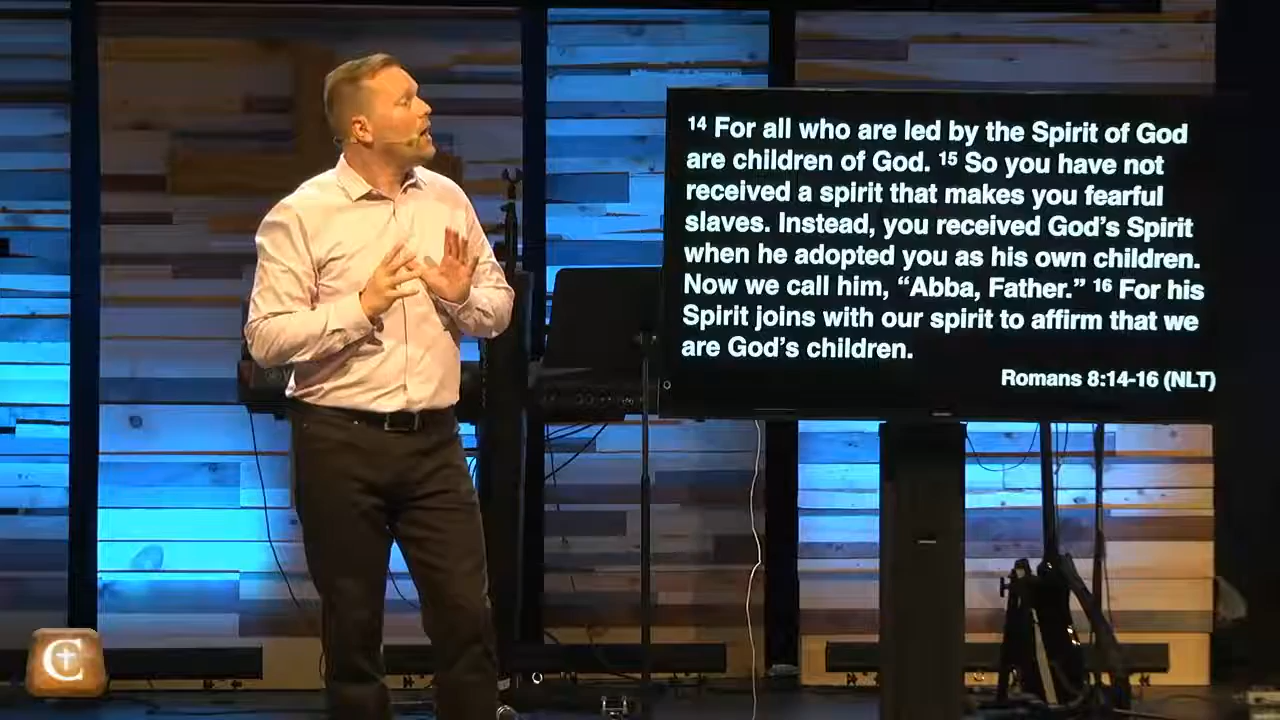 ¹⁴ For all who are led by the Spirit of God
are children of God. ¹⁵ So you have not
received a spirit that makes you fearful
slaves. Instead, you received God’s Spirit
when he adopted you as his own children.
Now we call him, “Abba, Father.” ¹⁶ For his
Spirit joins with our spirit to affirm that we
are God’s children.
Romans 8:14-16 (NLT)
C